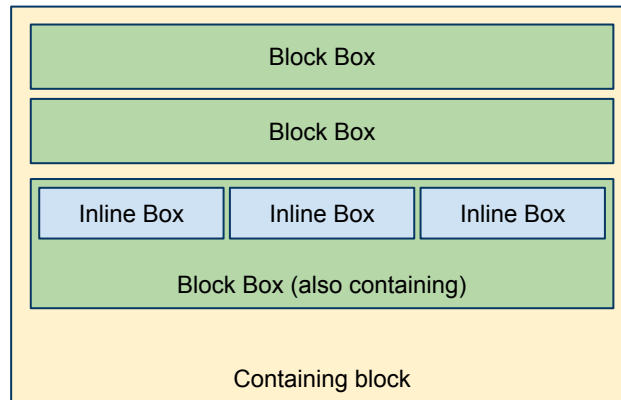 Block Box
Block Box
Inline Box Inline Box Inline Box
Block Box (also containing)
Containing block